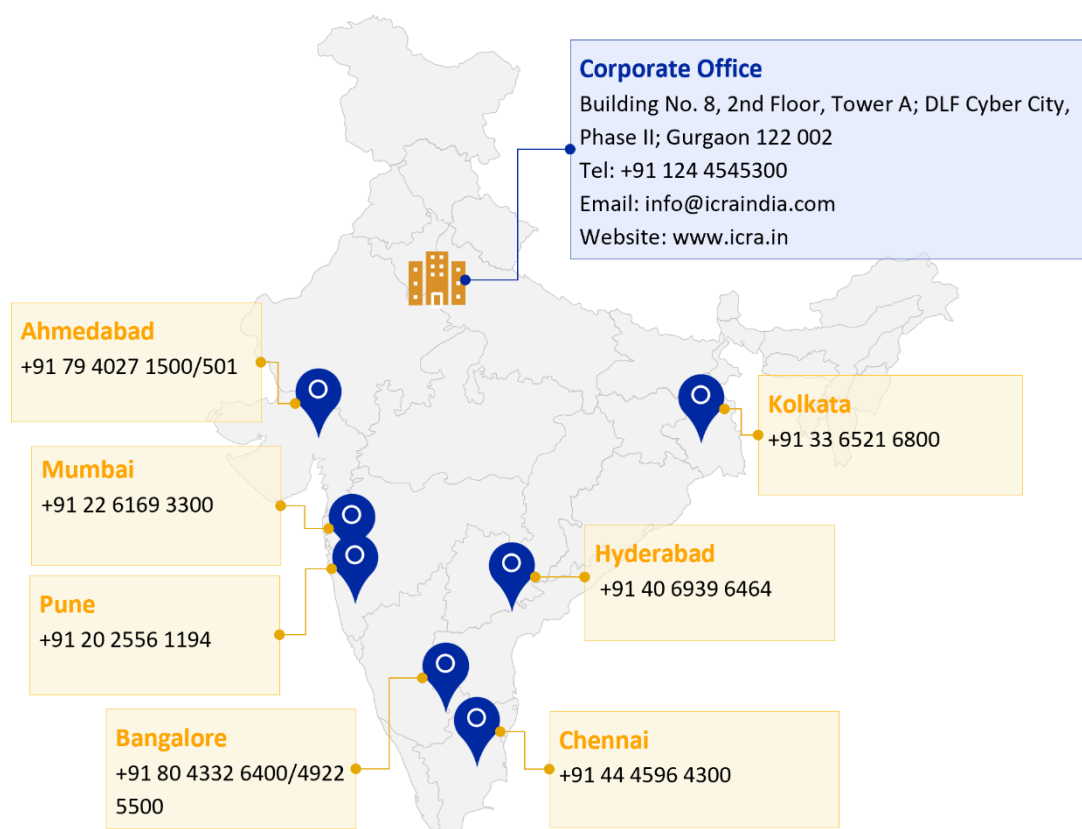 Corporate Office
Building No. 8, 2nd Floor, Tower A; DLF Cyber City,
Phase II; Gurgaon 122 002
Tel: +91 124 4545300
Email: info@icraindia.com
Website: www.icra.in
Ahmedabad
+91 79 4027 1500/501
Kolkata
+91 33 6521 6800
Mumbai
+91 22 6169 3300
Hyderabad
+91 40 6939 6464
Pune
+91 20 2556 1194
Bangalore
+91 80 4332 6400/4922
5500
Chennai
+91 44 4596 4300